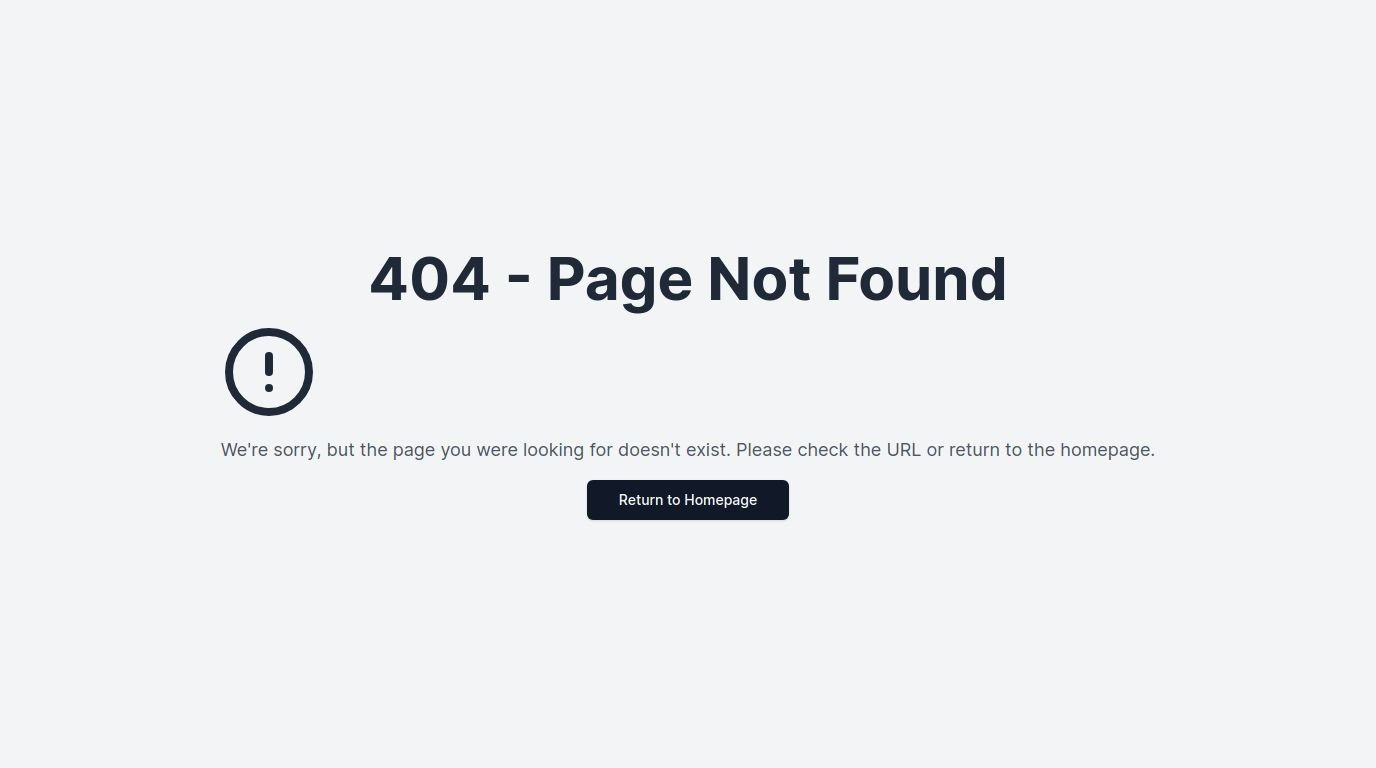 404 - Page Not Found
We're sorry, but the page you were looking for doesn't exist. Please check the URL or return to the homepage.
Return to Homepage